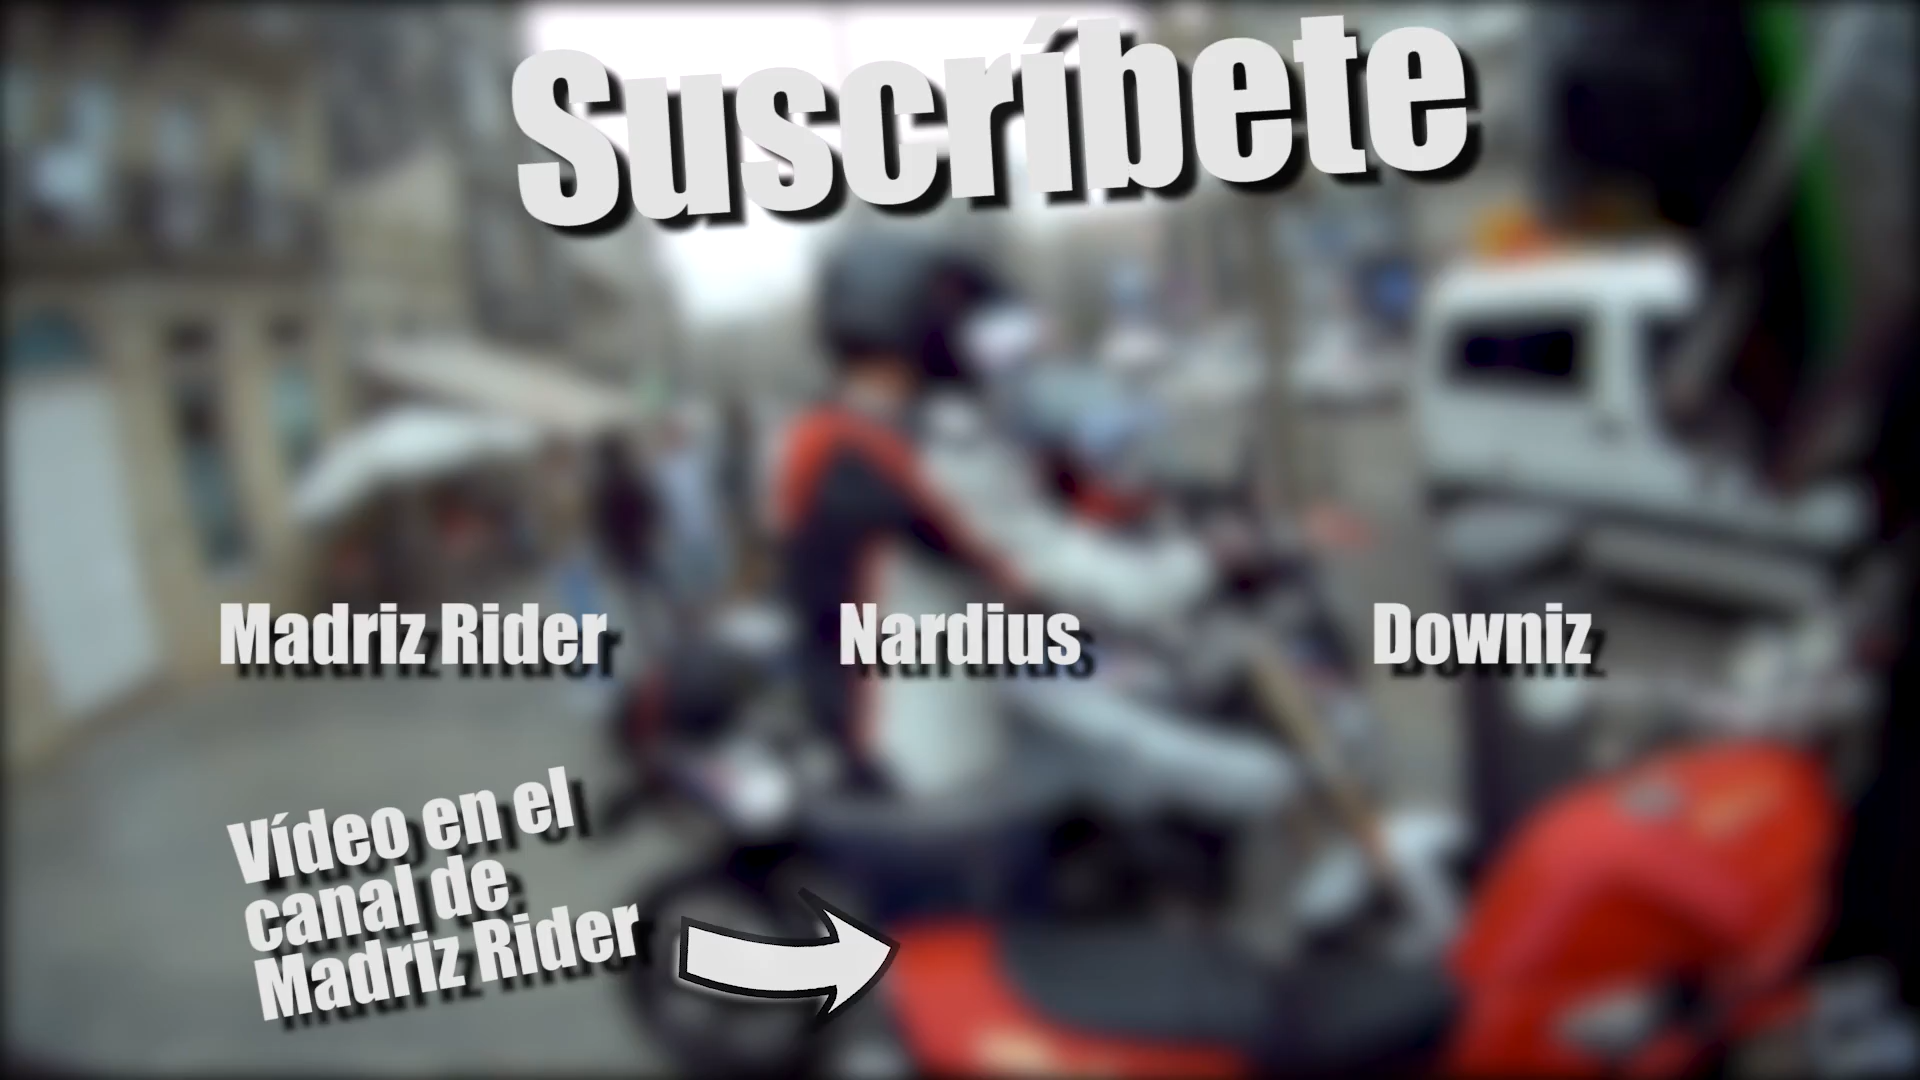 Suscríbete
Madriz Rider
Nardius
Downiz
Vídeo en el
canal de
Madriz Rider